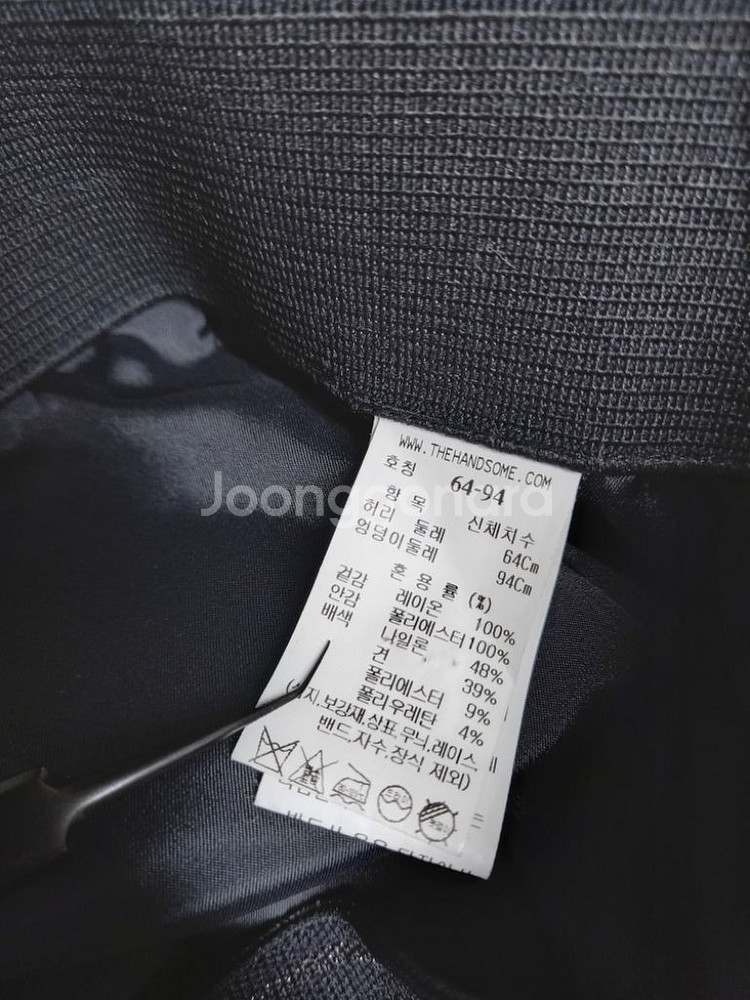 WWW.THEHANDSOME.COM
호칭 64-94
항 목 신체치수
허리 둘레 64Cm
엉덩이둘레 94Cm
혼 용 률 (%)
겉감 레이온 100%
안감 폴리에스터 100%
배색 나일론 48%
견 39%
폴리에스터 9%
폴리우레탄 4%
지,보강재,상표,무늬,레이스,
밴드,자수,장식 제외)
Joonggonara